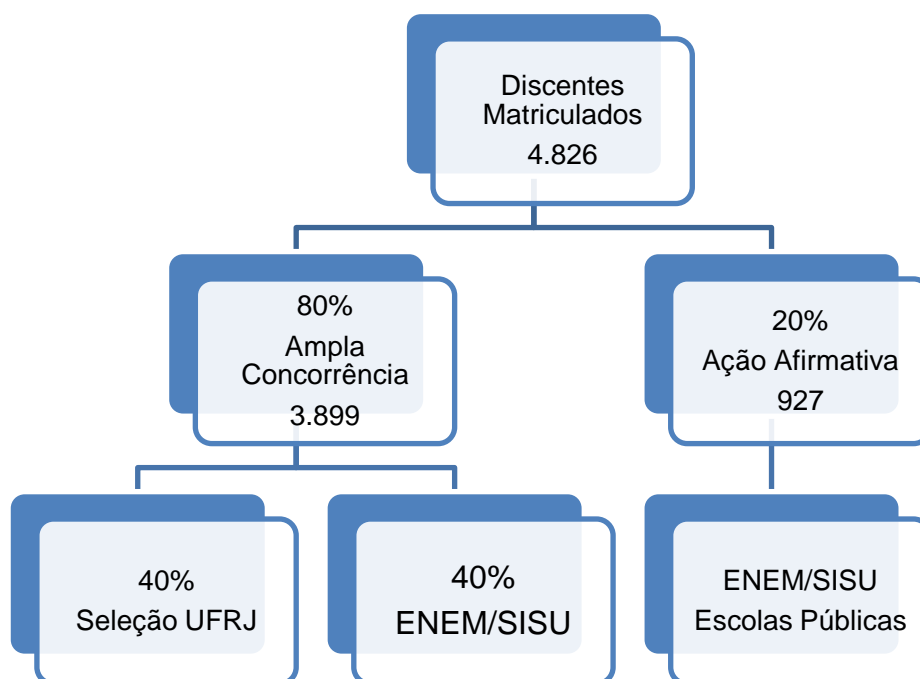 Discentes
Matriculados
4.826
80%
Ampla
Concorrência
3.899
20%
Ação Afirmativa
927
40%
Seleção UFRJ
40%
ENEM/SISU
ENEM/SISU
Escolas Públicas